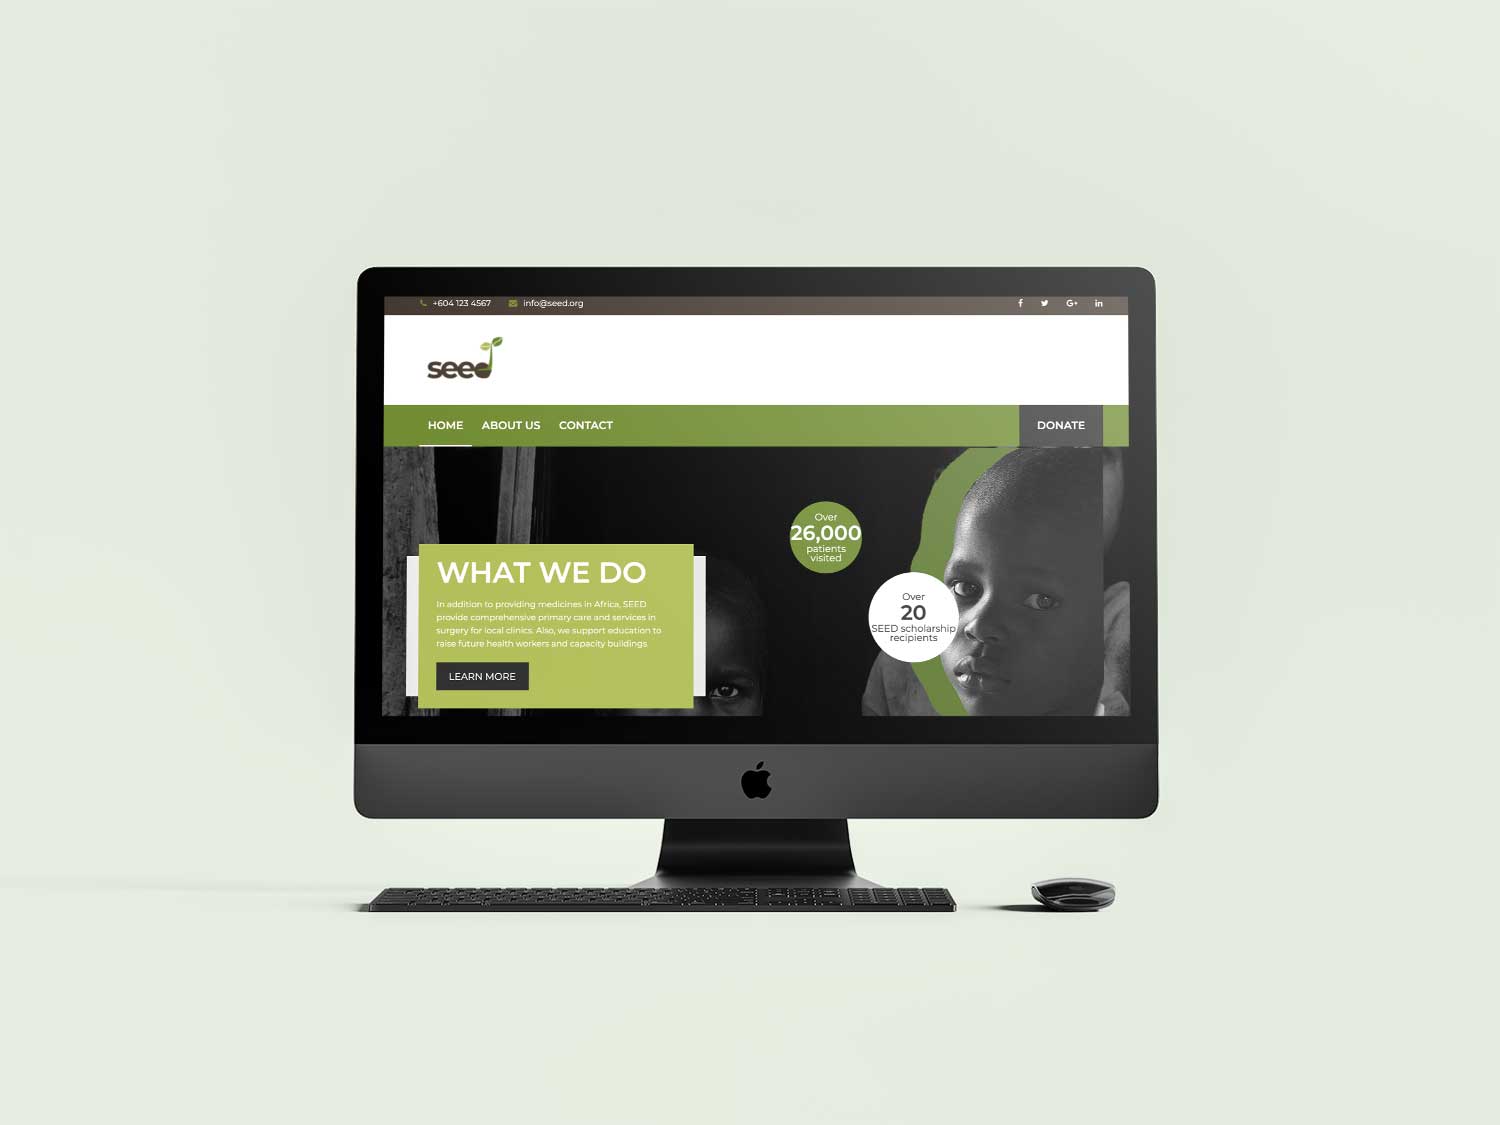 +604 123 4567 info@seed.org
seed
HOME ABOUT US CONTACT DONATE
Over
26,000
patients
visited
WHAT WE DO
In addition to providing medicines in Africa, SEED
provide comprehensive primary care and services in
surgery for local clinics. Also, we support education to
raise future health workers and capacity buildings
LEARN MORE
Over
20
SEED scholarship
recipients